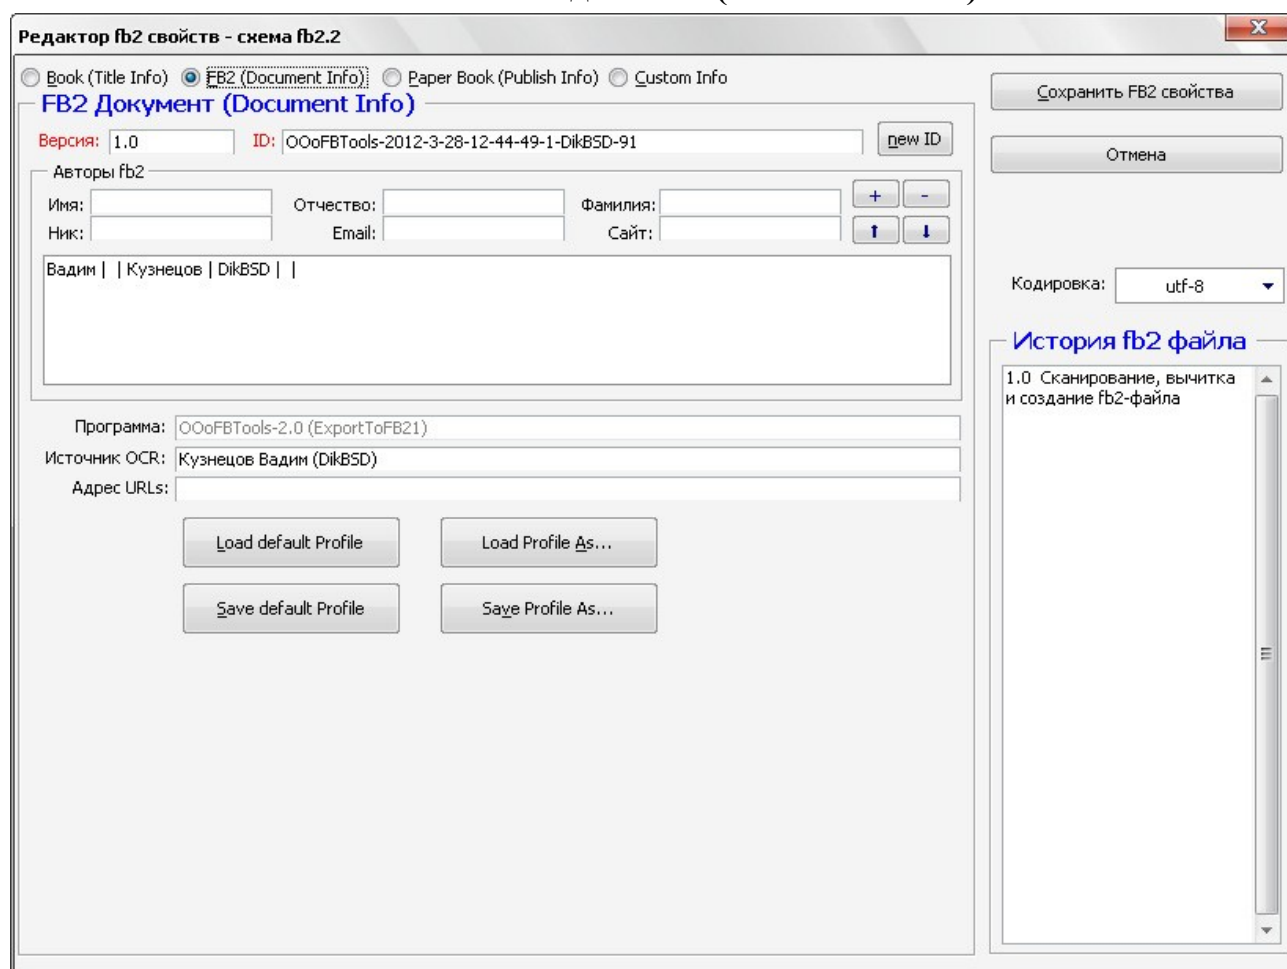 Редактор fb2 свойств - схема fb2.2
Book (Title Info) FB2 (Document Info) Paper Book (Publish Info) Custom Info
Сохранить FB2 свойства
FB2 Документ (Document Info)
Версия: 1.0 ID: OOoFBTools-2012-3-28-12-44-49-1-DikBSD-91 new ID
Отмена
Авторы fb2
Имя: Отчество: Фамилия: + -
Ник: Email: Сайт: ⬆ ⬇
Вадим | | Кузнецов | DikBSD | |
Кодировка: utf-8
История fb2 файла
1.0 Сканирование, вычитка
и создание fb2-файла
Программа: OOoFBTools-2.0 (ExportToFB21)
Источник OCR: Кузнецов Вадим (DikBSD)
Адрес URLs:
Load default Profile Load Profile As...
Save default Profile Save Profile As...